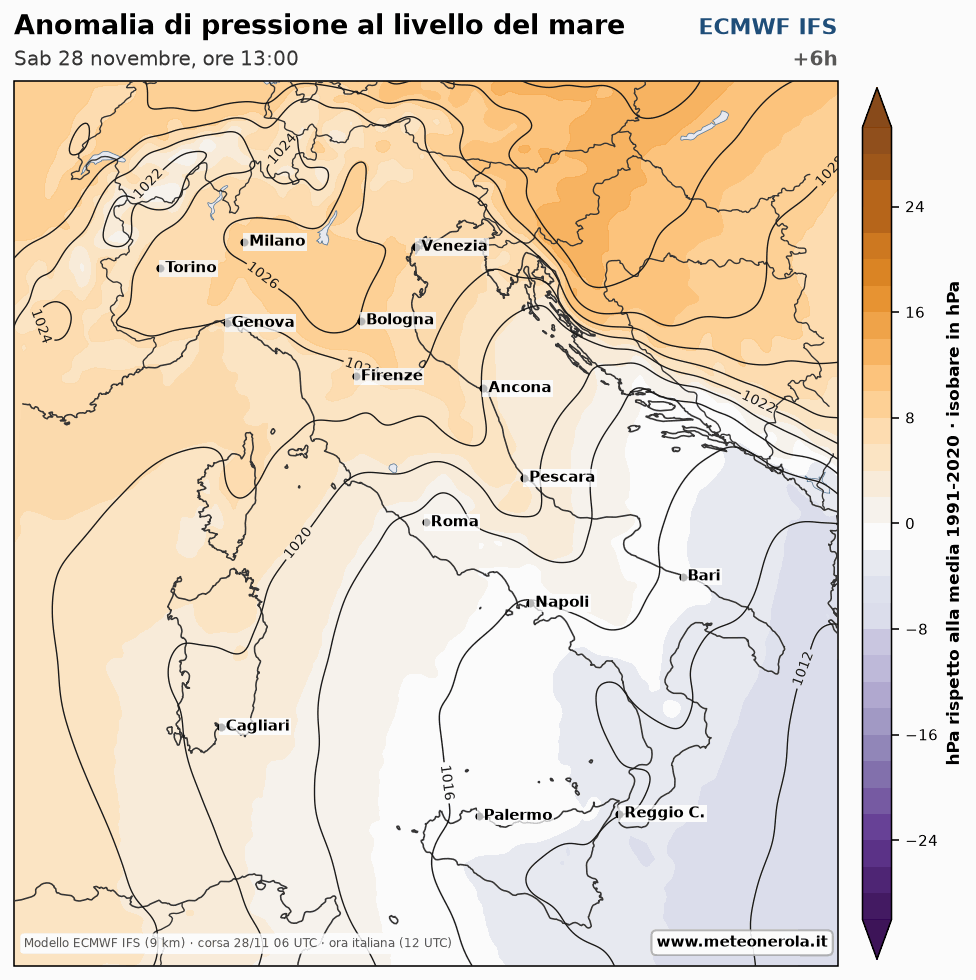 Anomalia di pressione al livello del mare
ECMWF IFS
Sab 28 novembre, ore 13:00
+6h
1024
1022
1028
Milano
Venezia
Torino
1026
24
Genova
Bologna
1024
16
Firenze
Ancona
1022
8
Pescara
Roma
1020
0
Bari
Napoli
−8
1012
Cagliari
−16
1016
Palermo
Reggio C.
−24
hPa rispetto alla media 1991-2020 · isobare in hPa
Modello ECMWF IFS (9 km) · corsa 28/11 06 UTC · ora italiana (12 UTC)
www.meteonerola.it